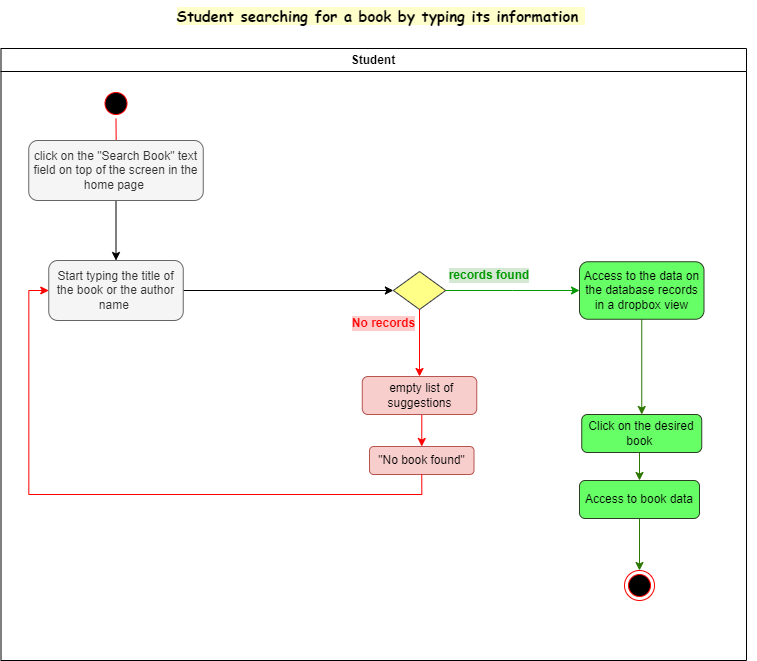 Student searching for a book by typing its information
Student
click on the "Search Book" text
field on top of the screen in the
home page
Start typing the title of
the book or the author
name
records found
No records
Access to the data on
the database records
in a dropbox view
empty list of
suggestions
"No book found"
Click on the desired
book
Access to book data